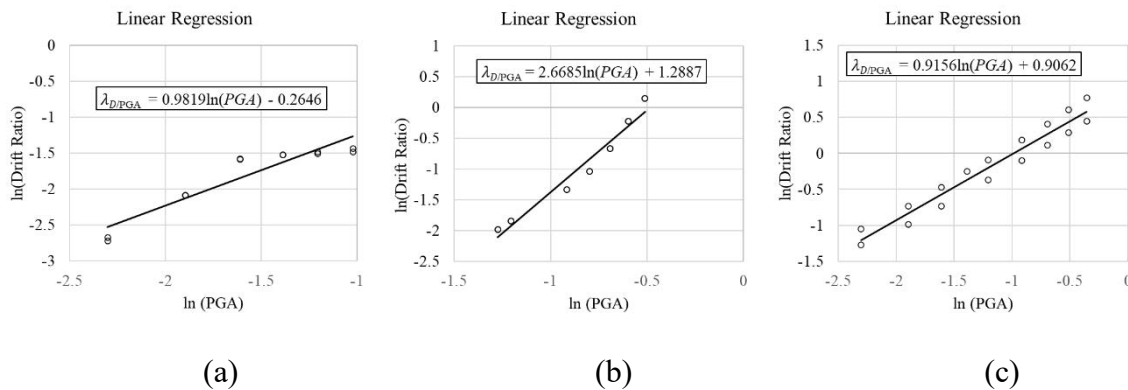 Linear Regression
0
-0.5
-1
-1.5
-2
-2.5
-3
ln(Drift Ratio)
λD/PGA = 0.9819ln(PGA) - 0.2646
-2.5
-2
-1.5
-1
ln (PGA)
(a)
Linear Regression
1
0.5
0
-0.5
-1
-1.5
-2
-2.5
ln(Drift Ratio)
λD/PGA = 2.6685ln(PGA) + 1.2887
-1.5
-1
-0.5
0
ln (PGA)
(b)
Linear Regression
1.5
1
0.5
0
-0.5
-1
-1.5
ln(Drift Ratio)
λD/PGA = 0.9156ln(PGA) + 0.9062
-2.5
-2
-1.5
-1
-0.5
0
ln (PGA)
(c)